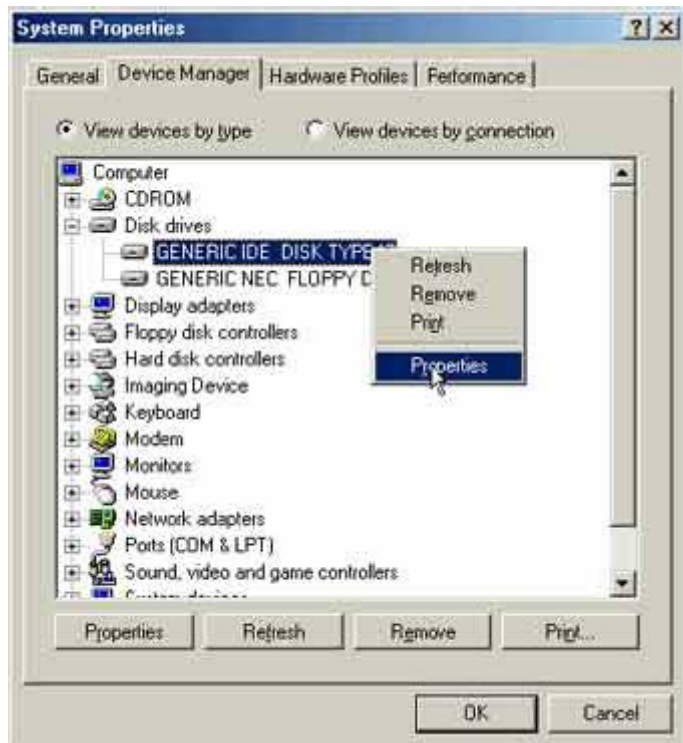 System Properties
General Device Manager Hardware Profiles Performance
View devices by type View devices by connection
Computer
CDROM
Disk drives
GENERIC IDE DISK TYPE
GENERIC NEC FLOPPY D
Display adapters
Floppy disk controllers
Hard disk controllers
Imaging Device
Keyboard
Modem
Monitors
Mouse
Network adapters
Ports (COM & LPT)
Sound, video and game controllers
Refresh
Remove
Print
Properties
Properties Refresh Remove Print...
OK Cancel